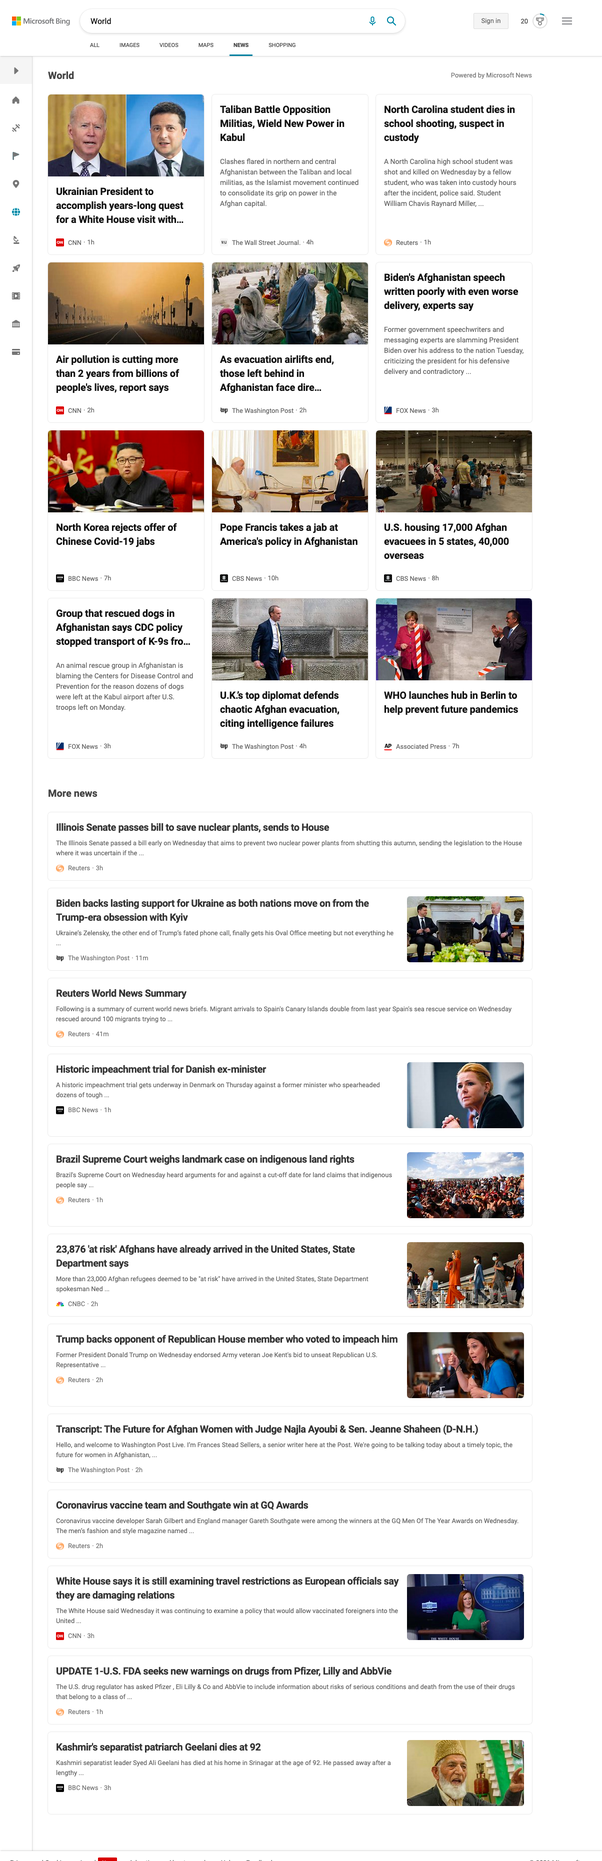 Microsoft Bing
World
Sign in
20
ALL
IMAGES
VIDEOS
MAPS
NEWS
SHOPPING
World
Powered by Microsoft News
Ukrainian President to
accomplish years-long quest
for a White House visit with...
CNN · 1h
Taliban Battle Opposition
Militias, Wield New Power in
Kabul
Clashes flared in northern and central
Afghanistan between the Taliban and local
militias, as the Islamist movement continued
to consolidate its grip on power in the
Afghan capital.
The Wall Street Journal. · 4h
North Carolina student dies in
school shooting, suspect in
custody
A North Carolina high school student was
shot and killed on Wednesday by a fellow
student, who was taken into custody hours
after the incident, police said. Student
William Chavis Raynard Miller, ...
Reuters · 1h
Air pollution is cutting more
than 2 years from billions of
people's lives, report says
CNN · 2h
As evacuation airlifts end,
those left behind in
Afghanistan face dire...
The Washington Post · 2h
Biden's Afghanistan speech
written poorly with even worse
delivery, experts say
Former government speechwriters and
messaging experts are slamming President
Biden over his address to the nation Tuesday,
criticizing the president for his defensive
delivery and contradictory ...
FOX News · 3h
North Korea rejects offer of
Chinese Covid-19 jabs
BBC News · 7h
Pope Francis takes a jab at
America's policy in Afghanistan
CBS News · 10h
U.S. housing 17,000 Afghan
evacuees in 5 states, 40,000
overseas
CBS News · 8h
Group that rescued dogs in
Afghanistan says CDC policy
stopped transport of K-9s fro...
An animal rescue group in Afghanistan is
blaming the Centers for Disease Control and
Prevention for the reason dozens of dogs
were left at the Kabul airport after U.S.
troops left on Monday.
FOX News · 3h
U.K.'s top diplomat defends
chaotic Afghan evacuation,
citing intelligence failures
The Washington Post · 4h
WHO launches hub in Berlin to
help prevent future pandemics
AP
Associated Press · 7h
More news
Illinois Senate passes bill to save nuclear plants, sends to House
The Illinois Senate passed a bill early on Wednesday that aims to prevent two nuclear power plants from shutting this autumn, sending the legislation to the House
where it was uncertain if the ...
Reuters · 3h
Biden backs lasting support for Ukraine as both nations move on from the
Trump-era obsession with Kyiv
Ukraine's Zelensky, the other end of Trump's fated phone call, finally gets his Oval Office meeting but not everything he
...
The Washington Post · 11m
Reuters World News Summary
Following is a summary of current world news briefs. Migrant arrivals to Spain's Canary Islands double from last year Spain's sea rescue service on Wednesday
rescued around 100 migrants trying to ...
Reuters · 41m
Historic impeachment trial for Danish ex-minister
A historic impeachment trial gets underway in Denmark on Thursday against a former minister who spearheaded
dozens of tough ...
BBC News · 1h
Brazil Supreme Court weighs landmark case on indigenous land rights
Brazil's Supreme Court on Wednesday heard arguments for and against a cut-off date for land claims that indigenous
people say ...
Reuters · 1h
23,876 'at risk' Afghans have already arrived in the United States, State
Department says
More than 23,000 Afghan refugees deemed to be "at risk" have arrived in the United States, State Department
spokesman Ned ...
CNBC · 2h
Trump backs opponent of Republican House member who voted to impeach him
Former President Donald Trump on Wednesday endorsed Army veteran Joe Kent's bid to unseat Republican U.S.
Representative ...
Reuters · 2h
Transcript: The Future for Afghan Women with Judge Najla Ayoubi & Sen. Jeanne Shaheen (D-N.H.)
Hello, and welcome to Washington Post Live. I'm Frances Stead Sellers, a senior writer here at the Post. We're going to be talking today about a timely topic, the
future for women in Afghanistan, ...
The Washington Post · 2h
Coronavirus vaccine team and Southgate win at GQ Awards
Coronavirus vaccine developer Sarah Gilbert and England manager Gareth Southgate were among the winners at the GQ Men Of The Year Awards on Wednesday.
The men's fashion and style magazine named ...
Reuters · 2h
White House says it is still examining travel restrictions as European officials say
they are damaging relations
The White House said Wednesday it was continuing to examine a policy that would allow vaccinated foreigners into the
United ...
CNN · 3h
UPDATE 1-U.S. FDA seeks new warnings on drugs from Pfizer, Lilly and AbbVie
The U.S. drug regulator has asked Pfizer , Eli Lilly & Co and AbbVie to include information about risks of serious conditions and death from the use of their drugs
that belong to a class of ...
Reuters · 1h
Kashmir's separatist patriarch Geelani dies at 92
Kashmiri separatist leader Syed Ali Geelani has died at his home in Srinagar at the age of 92. He passed away after a
lengthy ...
BBC News · 3h